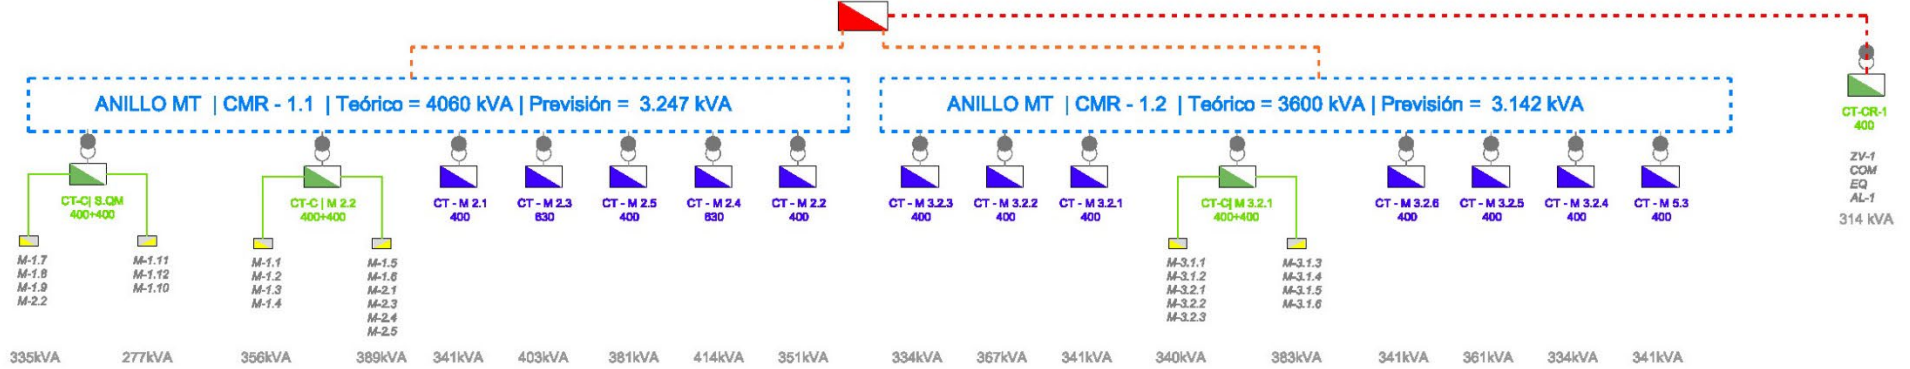 ANILLO MT | CMR - 1.1 | Teórico = 4060 kVA | Previsión = 3.247 kVA
ANILLO MT | CMR - 1.2 | Teórico = 3600 kVA | Previsión = 3.142 kVA
CT-CR-1
400
ZV-1
COM
EQ
AL-1
314 kVA
CT-C| S.QM
400+400
CT-C | M 2.2
400+400
CT - M 2.1
400
CT - M 2.3
630
CT - M 2.5
400
CT - M 2.4
630
CT - M 2.2
400
CT - M 3.2.3
400
CT - M 3.2.2
400
CT - M 3.2.1
400
CT-C| M 3.2.1
400+400
CT - M 3.2.6
400
CT - M 3.2.5
400
CT - M 3.2.4
400
CT - M 5.3
400
M-1.7
M-1.8
M-1.9
M-2.2
M-1.11
M-1.12
M-1.10
M-1.1
M-1.2
M-1.3
M-1.4
M-1.5
M-1.6
M-2.1
M-2.3
M-2.4
M-2.5
M-3.1.1
M-3.1.2
M-3.2.1
M-3.2.2
M-3.2.3
M-3.1.3
M-3.1.4
M-3.1.5
M-3.1.6
335kVA
277kVA
356kVA
389kVA
341kVA
403kVA
381kVA
414kVA
351kVA
334kVA
367kVA
341kVA
340kVA
383kVA
341kVA
361kVA
334kVA
341kVA